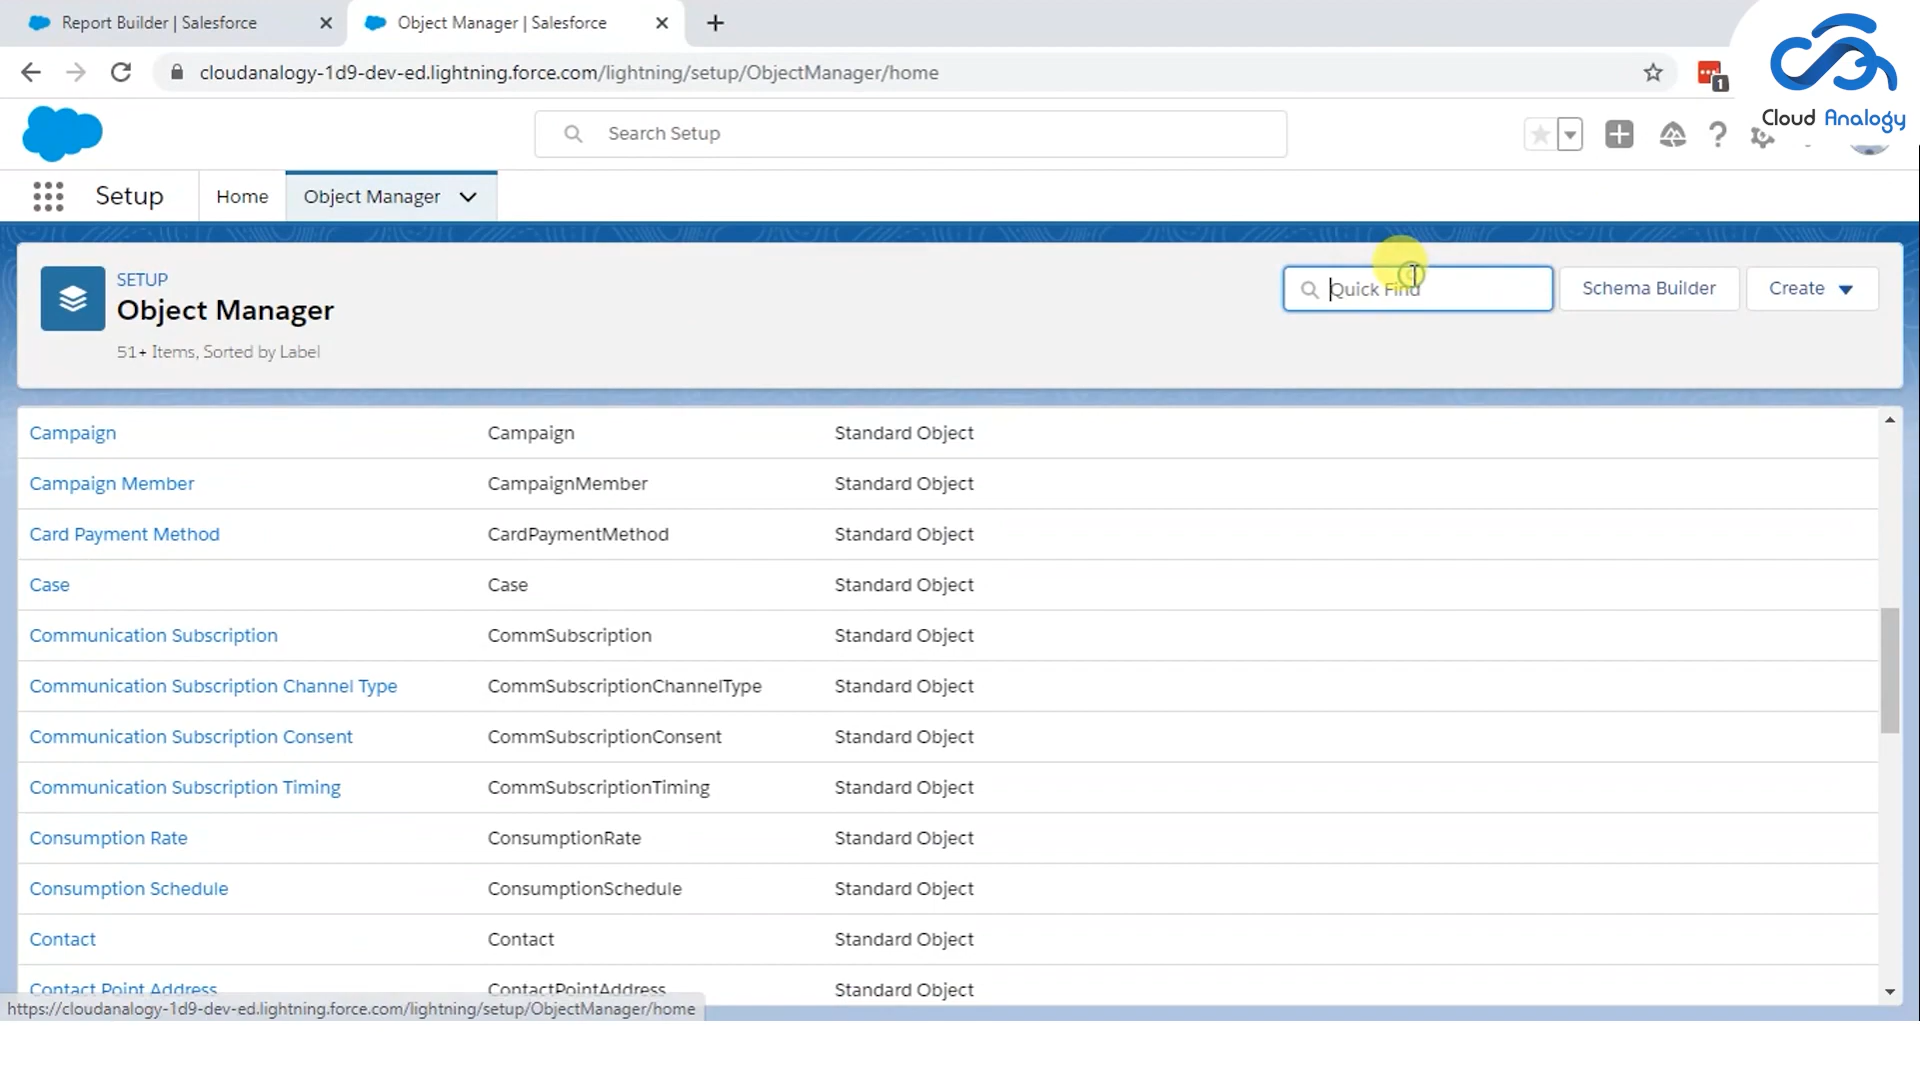 Report Builder | Salesforce
Object Manager | Salesforce
cloudanalogy-1d9-dev-ed.lightning.force.com/lightning/setup/ObjectManager/home
1
Cloud Analogy
Search Setup
Setup
Home
Object Manager
SETUP
Object Manager
51+ Items, Sorted by Label
Quick Find
Schema Builder
Create
Campaign Campaign Standard Object
Campaign Member CampaignMember Standard Object
Card Payment Method CardPaymentMethod Standard Object
Case Case Standard Object
Communication Subscription CommSubscription Standard Object
Communication Subscription Channel Type CommSubscriptionChannelType Standard Object
Communication Subscription Consent CommSubscriptionConsent Standard Object
Communication Subscription Timing CommSubscriptionTiming Standard Object
Consumption Rate ConsumptionRate Standard Object
Consumption Schedule ConsumptionSchedule Standard Object
Contact Contact Standard Object
Contact Point Address ContactPointAddress Standard Object
https://cloudanalogy-1d9-dev-ed.lightning.force.com/lightning/setup/ObjectManager/home